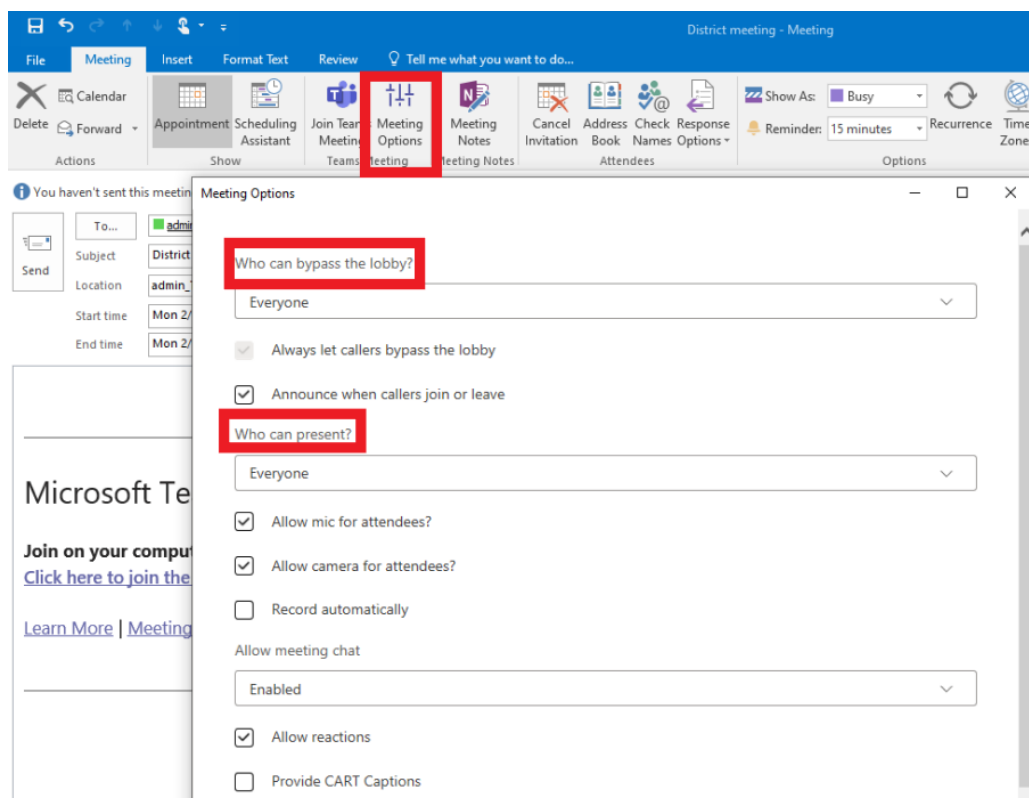 District meeting - Meeting
File Meeting Insert Format Text Review Tell me what you want to do...
Delete
Calendar
Forward
Actions
Appointment
Scheduling
Assistant
Show
Join Teams
Meeting
Meeting
Options
Teams Meeting
Meeting
Notes
Meeting Notes
Cancel
Invitation
Address
Book
Check
Names
Response
Options
Attendees
Show As: Busy
Reminder: 15 minutes
Recurrence
Time
Zone
Options
You haven't sent this meetin
Send
To... admi
Subject District
Location admin_
Start time Mon 2/
End time Mon 2/
Microsoft Te
Join on your compu
Click here to join the
Learn More | Meeting
Meeting Options
Who can bypass the lobby?
Everyone
Always let callers bypass the lobby
Announce when callers join or leave
Who can present?
Everyone
Allow mic for attendees?
Allow camera for attendees?
Record automatically
Allow meeting chat
Enabled
Allow reactions
Provide CART Captions